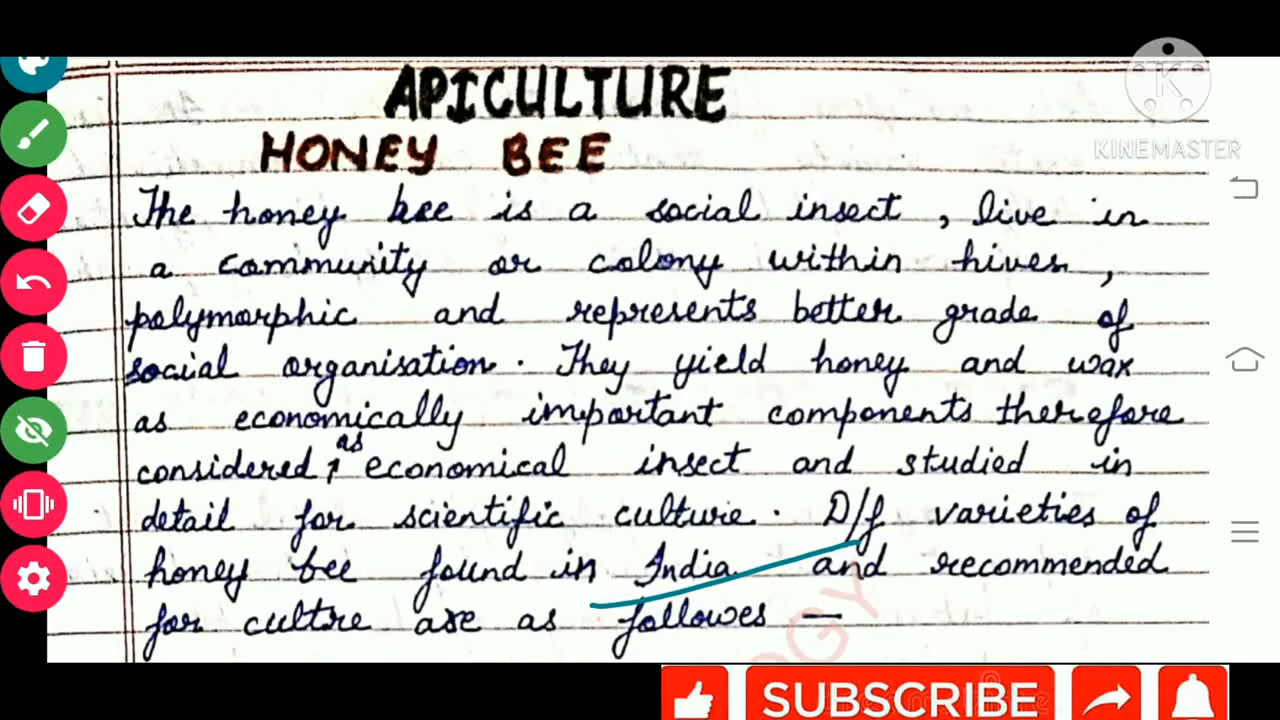 APICULTURE
HONEY BEE
KINEMASTER
The honey bee is a social insect, live in
a community or colony within hives,
polymorphic and represents better grade of
social organisation. They yield honey and wax
as economically important components therefore
considered as economical insect and studied in
detail for scientific culture. D/f varieties of
honey bee found in India and recommended
for cultre are as followes —
SUBSCRIBE